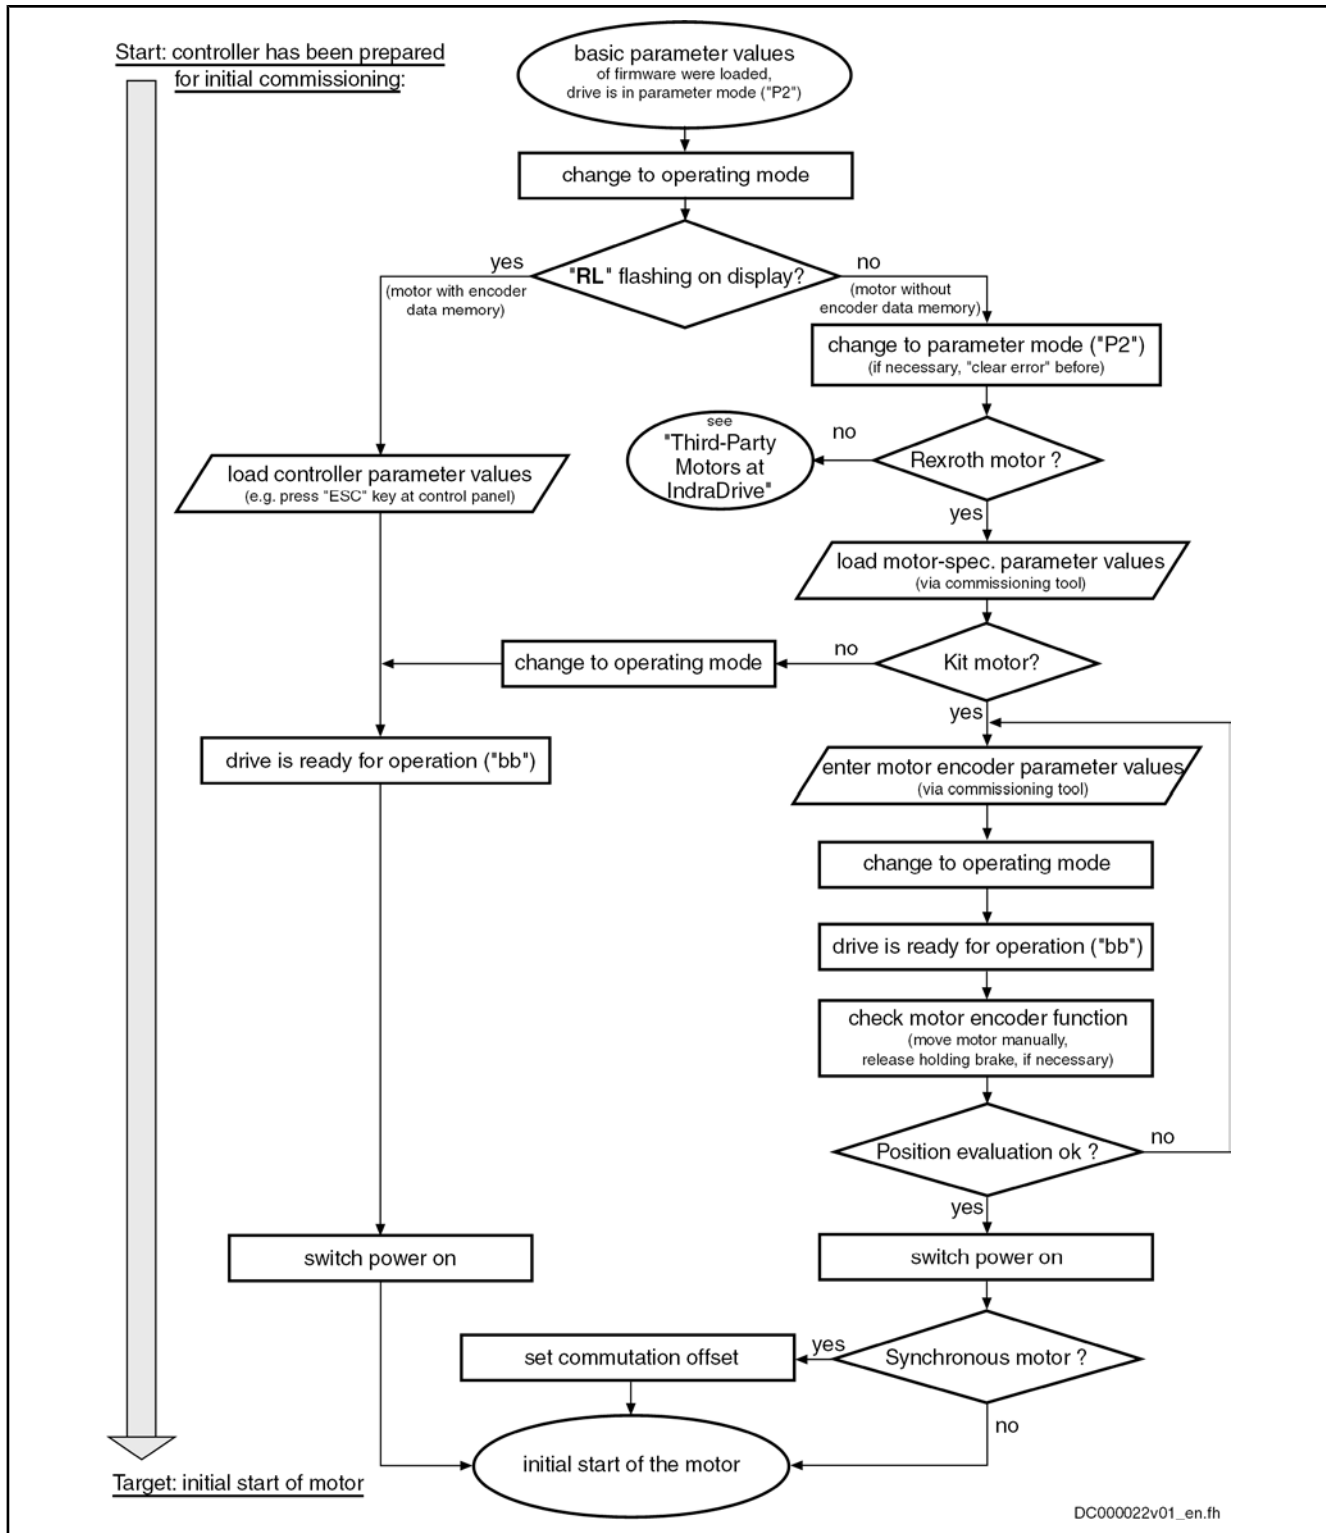 Start: controller has been prepared
for initial commissioning:
basic parameter values
of firmware were loaded,
drive is in parameter mode ("P2")
change to operating mode
"RL" flashing on display?
yes
(motor with encoder
data memory)
no
(motor without
encoder data memory)
change to parameter mode ("P2")
(if necessary, "clear error" before)
see
"Third-Party
Motors at
IndraDrive"
no
Rexroth motor ?
load controller parameter values
(e.g. press "ESC" key at control panel)
yes
load motor-spec. parameter values
(via commissioning tool)
change to operating mode
no
Kit motor?
yes
drive is ready for operation ("bb")
enter motor encoder parameter values
(via commissioning tool)
change to operating mode
drive is ready for operation ("bb")
check motor encoder function
(move motor manually,
release holding brake, if necessary)
Position evaluation ok ?
no
yes
switch power on
switch power on
set commutation offset
yes
Synchronous motor ?
no
initial start of the motor
Target: initial start of motor
DC000022v01_en.fh